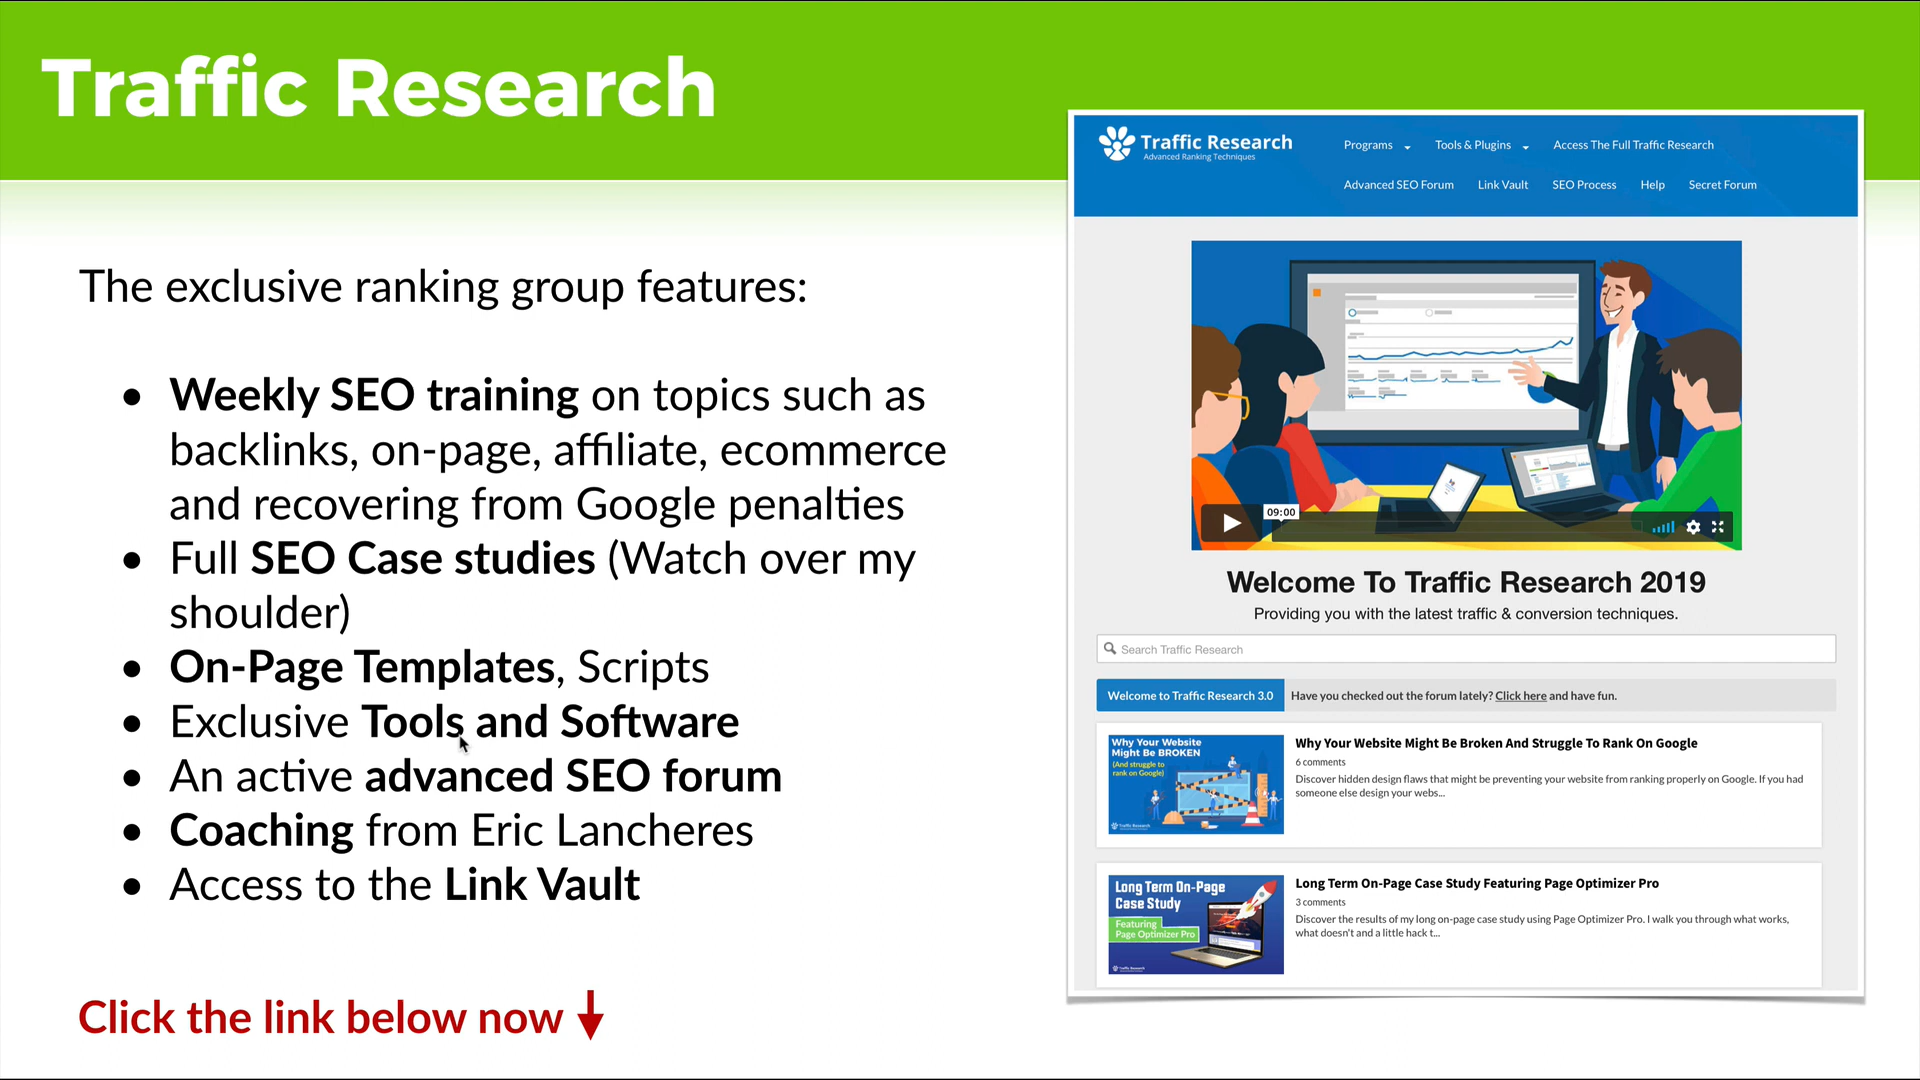 Traffic Research
The exclusive ranking group features:
• Weekly SEO training on topics such as
backlinks, on-page, affiliate, ecommerce
and recovering from Google penalties
• Full SEO Case studies (Watch over my
shoulder)
• On-Page Templates, Scripts
• Exclusive Tools and Software
• An active advanced SEO forum
• Coaching from Eric Lancheres
• Access to the Link Vault
Click the link below now
Traffic Research
Advanced Ranking Techniques
Programs Tools & Plugins Access The Full Traffic Research
Advanced SEO Forum Link Vault SEO Process Help Secret Forum
09:00
Welcome To Traffic Research 2019
Providing you with the latest traffic & conversion techniques.
Search Traffic Research
Welcome to Traffic Research 3.0 Have you checked out the forum lately? Click here and have fun.
Why Your Website
Might Be BROKEN
(And struggle to
rank on Google)
Traffic Research
Why Your Website Might Be Broken And Struggle To Rank On Google
6 comments
Discover hidden design flaws that might be preventing your website from ranking properly on Google. If you had
someone else design your webs...
Long Term On-Page
Case Study
Featuring
Page Optimizer Pro
Traffic Research
Long Term On-Page Case Study Featuring Page Optimizer Pro
3 comments
Discover the results of my long on-page case study using Page Optimizer Pro. I walk you through what works,
what doesn't and a little hack t...